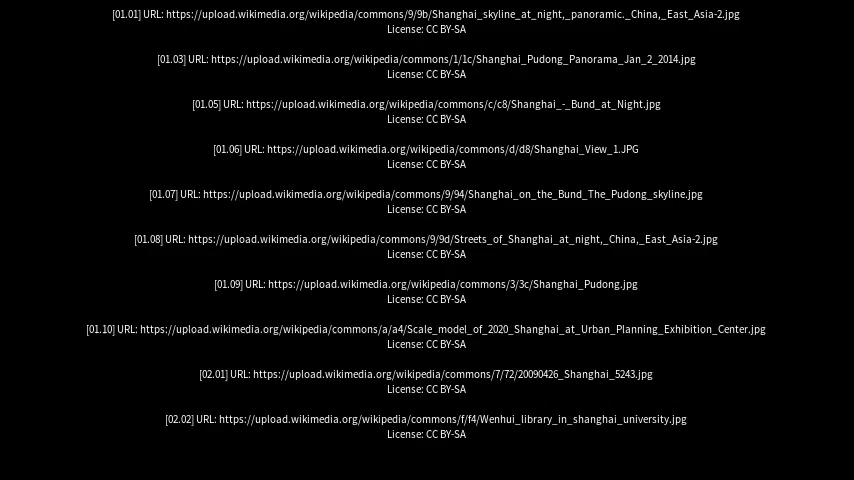 [01.01] URL: https://upload.wikimedia.org/wikipedia/commons/9/9b/Shanghai_skyline_at_night,_panoramic._China,_East_Asia-2.jpg
License: CC BY-SA
[01.03] URL: https://upload.wikimedia.org/wikipedia/commons/1/1c/Shanghai_Pudong_Panorama_Jan_2_2014.jpg
License: CC BY-SA
[01.05] URL: https://upload.wikimedia.org/wikipedia/commons/c/c8/Shanghai_-_Bund_at_Night.jpg
License: CC BY-SA
[01.06] URL: https://upload.wikimedia.org/wikipedia/commons/d/d8/Shanghai_View_1.JPG
License: CC BY-SA
[01.07] URL: https://upload.wikimedia.org/wikipedia/commons/9/94/Shanghai_on_the_Bund_The_Pudong_skyline.jpg
License: CC BY-SA
[01.08] URL: https://upload.wikimedia.org/wikipedia/commons/9/9d/Streets_of_Shanghai_at_night,_China,_East_Asia-2.jpg
License: CC BY-SA
[01.09] URL: https://upload.wikimedia.org/wikipedia/commons/3/3c/Shanghai_Pudong.jpg
License: CC BY-SA
[01.10] URL: https://upload.wikimedia.org/wikipedia/commons/a/a4/Scale_model_of_2020_Shanghai_at_Urban_Planning_Exhibition_Center.jpg
License: CC BY-SA
[02.01] URL: https://upload.wikimedia.org/wikipedia/commons/7/72/20090426_Shanghai_5243.jpg
License: CC BY-SA
[02.02] URL: https://upload.wikimedia.org/wikipedia/commons/f/f4/Wenhui_library_in_shanghai_university.jpg
License: CC BY-SA